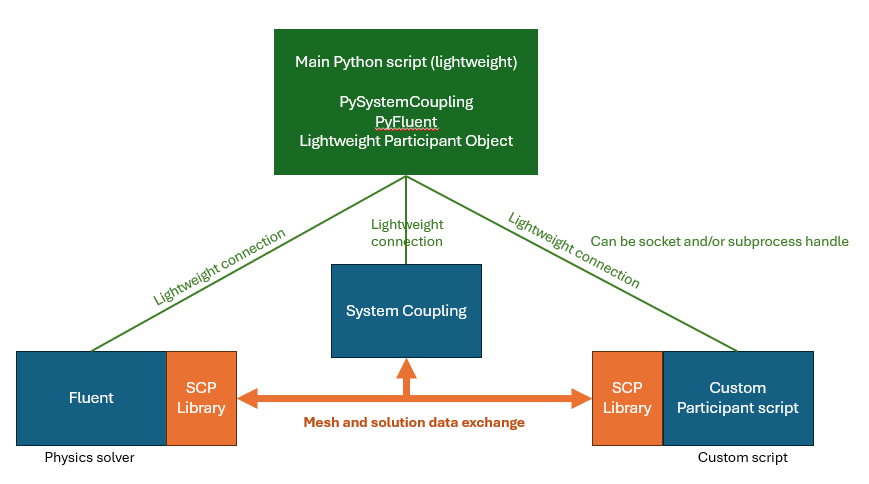 Main Python script (lightweight)
PySystemCoupling
PyFluent
Lightweight Participant Object
Lightweight connection
Lightweight
connection
Lightweight connection
Can be socket and/or subprocess handle
System Coupling
Fluent
SCP
Library
SCP
Library
Custom
Participant script
Mesh and solution data exchange
Physics solver
Custom script